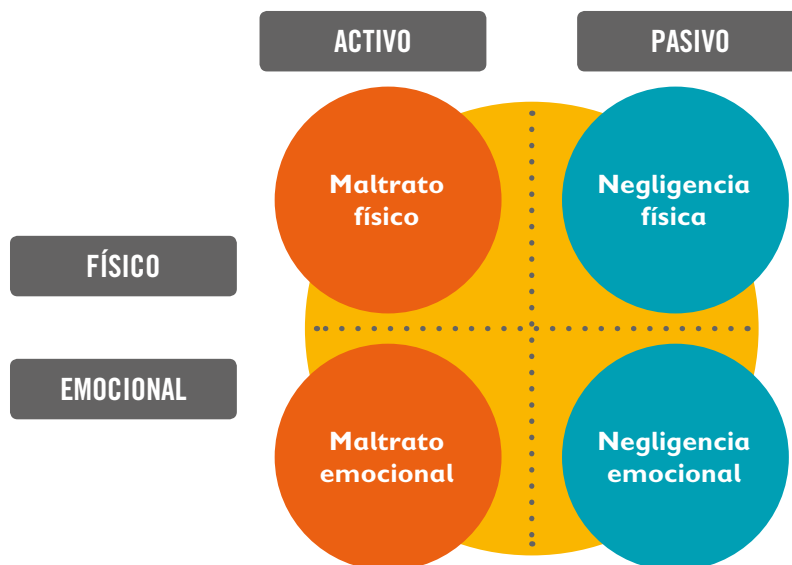 ACTIVO
PASIVO
Maltrato
físico
Negligencia
física
FÍSICO
EMOCIONAL
Maltrato
emocional
Negligencia
emocional